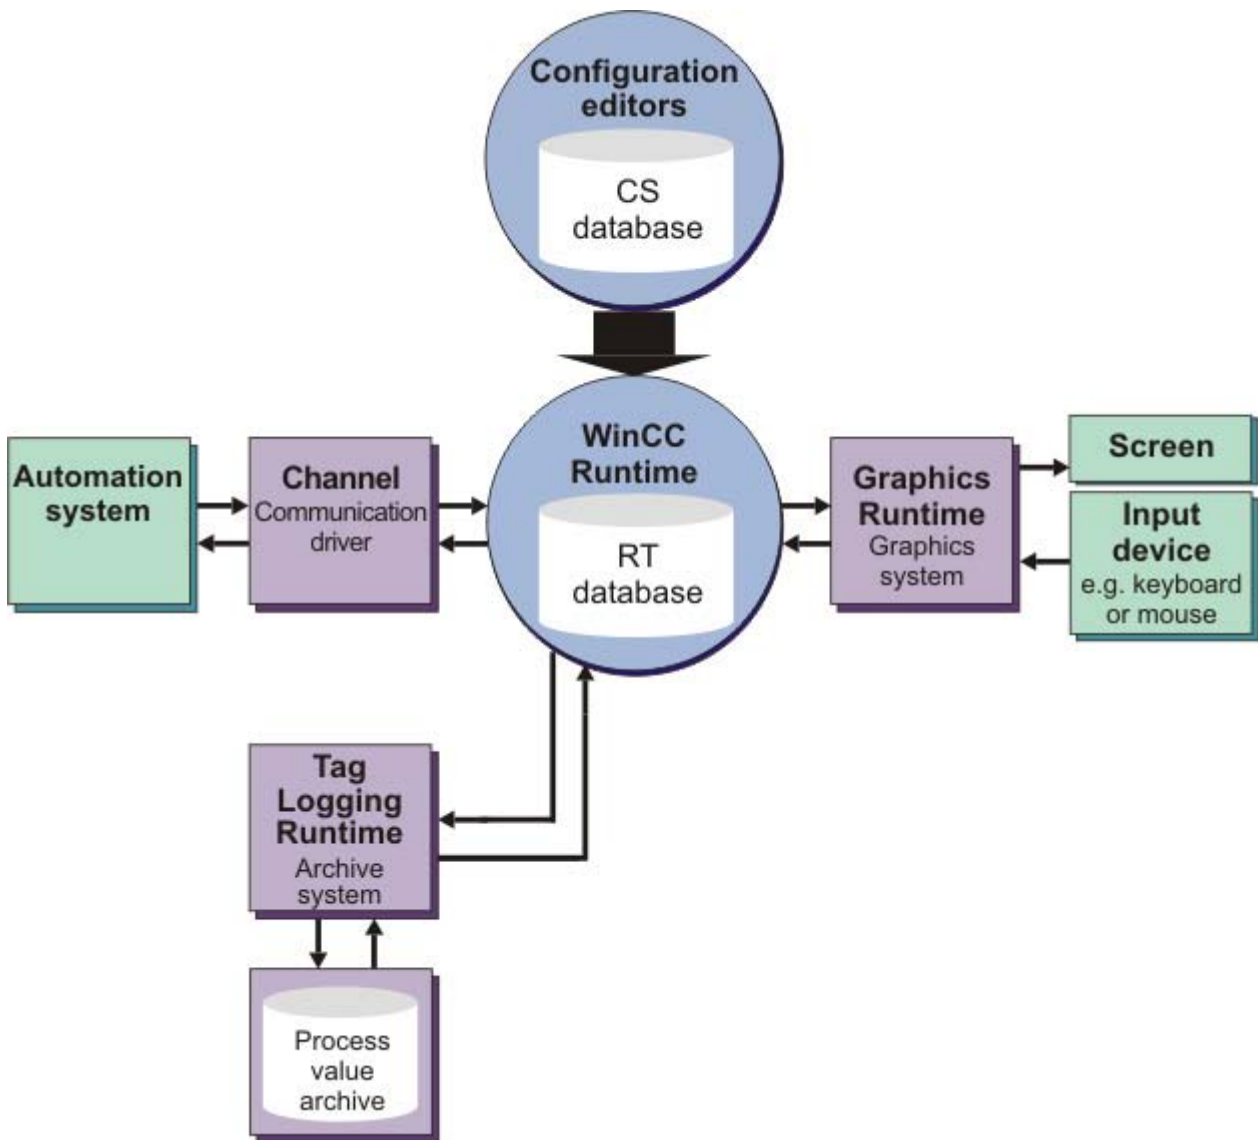 Configuration
editors
CS
database
WinCC
Runtime
RT
database
Automation
system
Channel
Communication
driver
Graphics
Runtime
Graphics
system
Screen
Input
device
e.g. keyboard
or mouse
Tag
Logging
Runtime
Archive
system
Process
value
archive